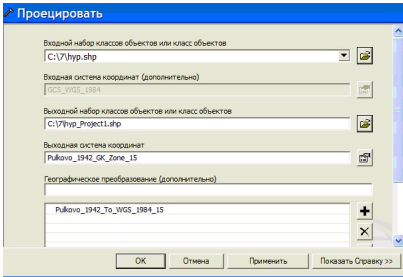 Проецировать
Входной набор классов объектов или класс объектов
C:\7\hyp.shp
Входная система координат (дополнительно)
GCS_WGS_1984
Выходной набор классов объектов или класс объектов
C:\7\hyp_Project1.shp
Выходная система координат
Pulkovo_1942_GK_Zone_15
Географическое преобразование (дополнительно)
Pulkovo_1942_To_WGS_1984_15
OK Отмена Применить Показать Справку >>